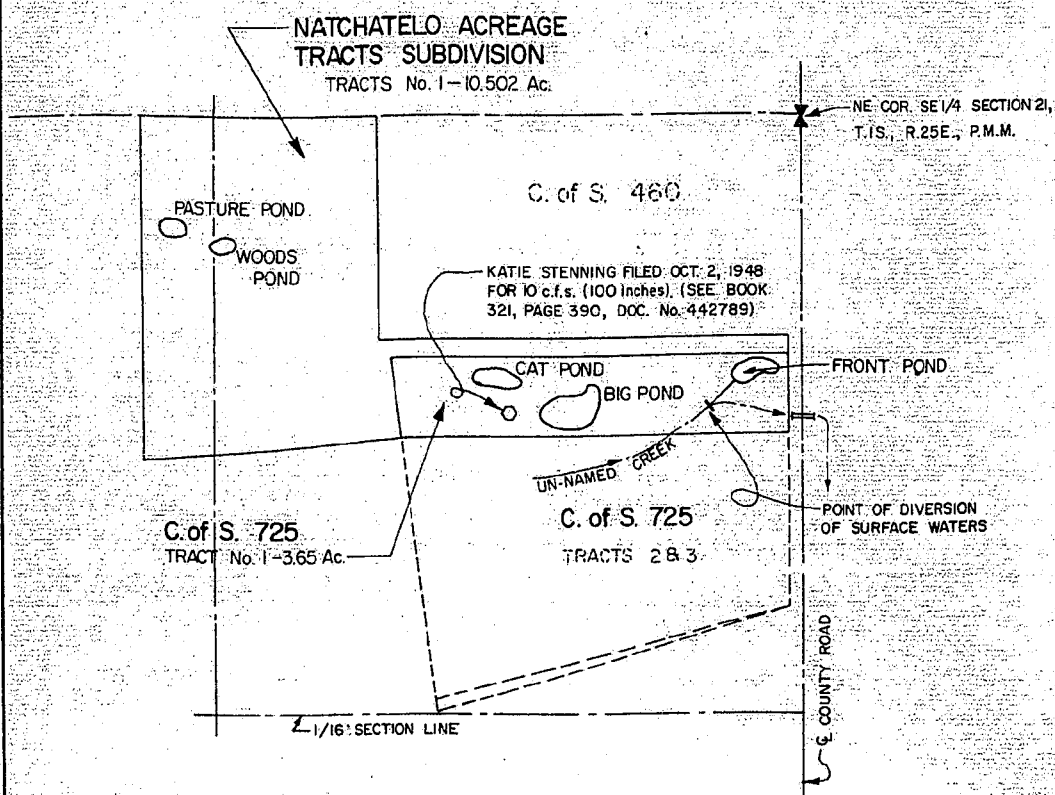 NATCHATELO ACREAGE
TRACTS SUBDIVISION
TRACTS No. 1-10.502 Ac.
NE COR. SE 1/4 SECTION 21,
T.1S., R.25E., P.M.M.
C. of S. 460
PASTURE POND
WOODS
POND
KATIE STENNING FILED OCT. 2, 1948
FOR 10 c.f.s. (100 inches). (SEE BOOK
321, PAGE 390, DOC. No. 442789)
CAT POND
BIG POND
FRONT POND
UN-NAMED CREEK
POINT OF DIVERSION
OF SURFACE WATERS
C. of S. 725
TRACT No. 1-3.65 Ac.
C. of S. 725
TRACTS 2 & 3
℄ COUNTY ROAD
1/16 SECTION LINE